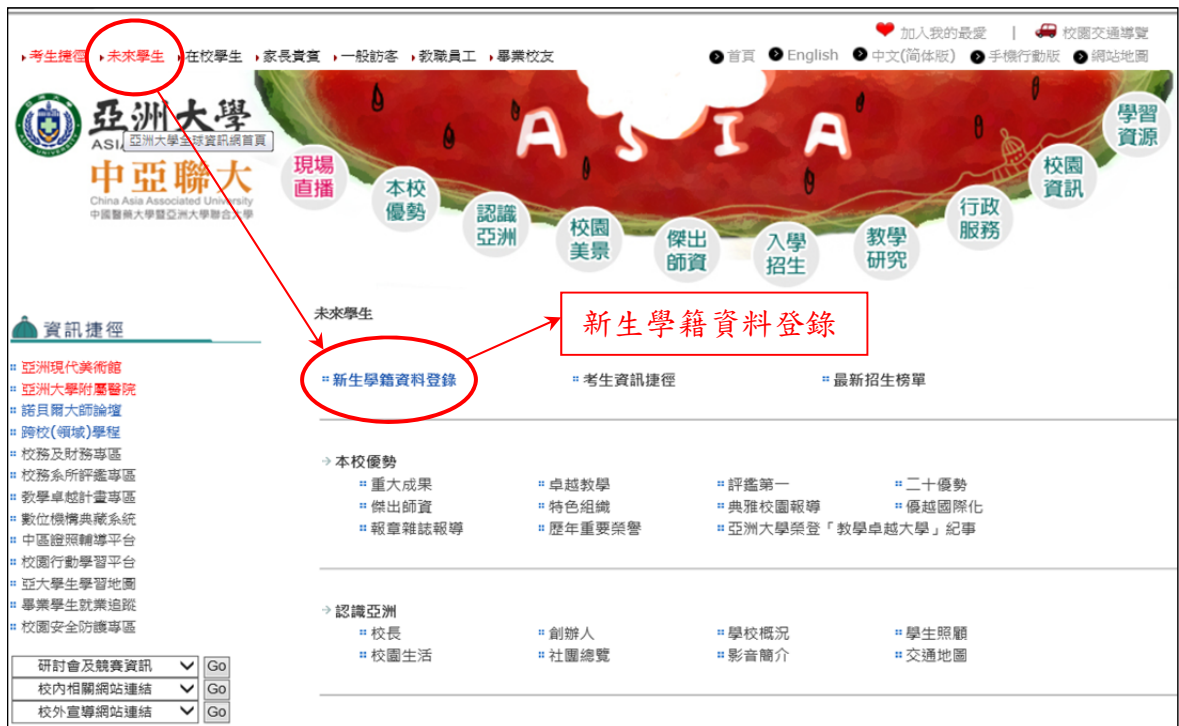 加入我的最愛 | 校園交通導覽
考生捷徑 未來學生 在校學生 家長貴賓 一般訪客 教職員工 畢業校友
首頁 English 中文(简体版) 手機行動版 網站地圖
亞洲大學
ASI
亞洲大學全球資訊網首頁
中亞聯大
China Asia Associated University
中國醫藥大學暨亞洲大學聯合大學
ASIA
現場直播
本校優勢
認識亞洲
校園美景
傑出師資
入學招生
教學研究
行政服務
校園資訊
學習資源
資訊捷徑
亞洲現代美術館
亞洲大學附屬醫院
諾貝爾大師論壇
跨校(領域)學程
校務及財務專區
校務系所評鑑專區
教學卓越計畫專區
數位機構典藏系統
中區證照輔導平台
校園行動學習平台
亞大學生學習地圖
畢業學生就業追蹤
校園安全防護專區
研討會及競賽資訊 Go
校內相關網站連結 Go
校外宣導網站連結 Go
未來學生
新生學籍資料登錄
新生學籍資料登錄 考生資訊捷徑 最新招生榜單
本校優勢
重大成果 卓越教學 評鑑第一 二十優勢
傑出師資 特色組織 典雅校園報導 優越國際化
報章雜誌報導 歷年重要榮譽 亞洲大學榮登「教學卓越大學」紀事
認識亞洲
校長 創辦人 學校概況 學生照顧
校園生活 社團總覽 影音簡介 交通地圖